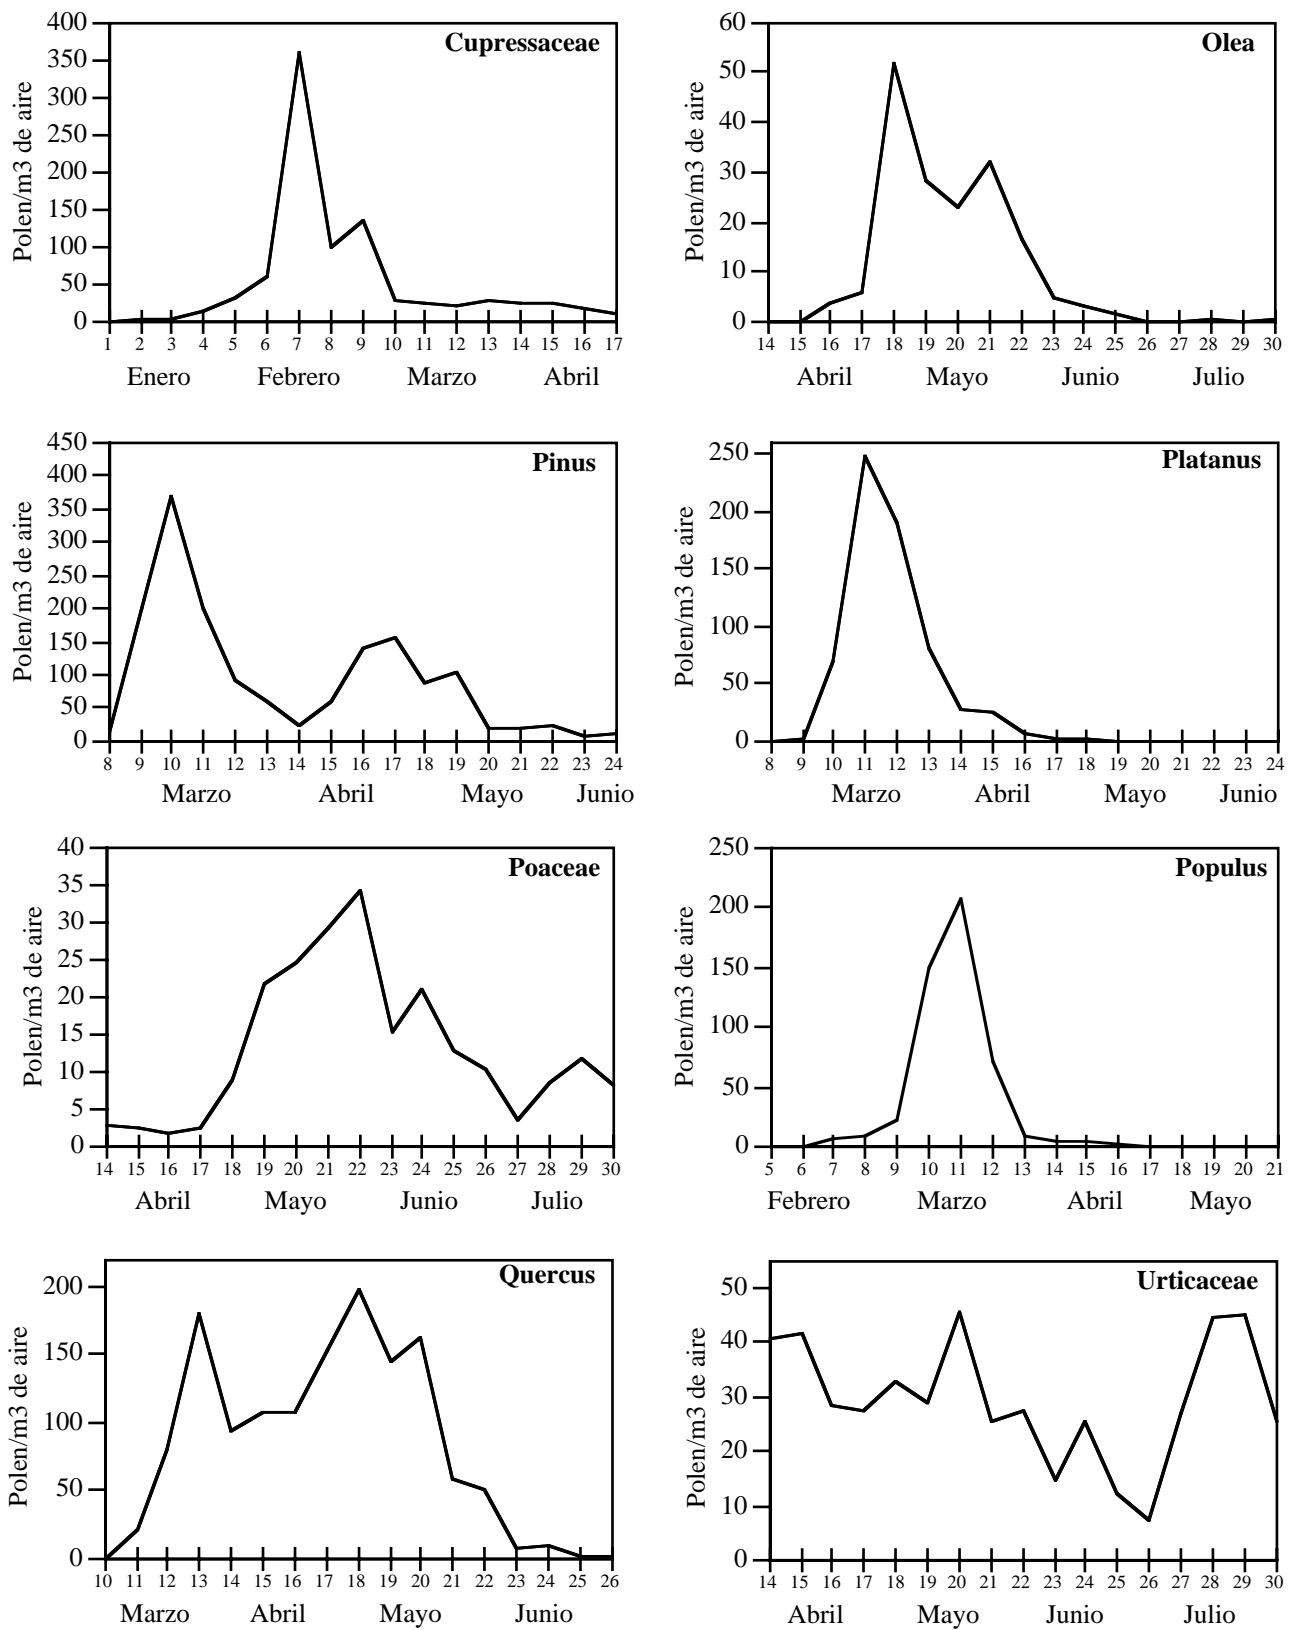 Cupressaceae
Polen/m3 de aire
400
350
300
250
200
150
100
50
0
1 2 3 4 5 6 7 8 9 10 11 12 13 14 15 16 17
Enero Febrero Marzo Abril
Olea
Polen/m3 de aire
60
50
40
30
20
10
0
14 15 16 17 18 19 20 21 22 23 24 25 26 27 28 29 30
Abril Mayo Junio Julio
Pinus
Polen/m3 de aire
450
400
350
300
250
200
150
100
50
0
8 9 10 11 12 13 14 15 16 17 18 19 20 21 22 23 24
Marzo Abril Mayo Junio
Platanus
Polen/m3 de aire
250
200
150
100
50
0
8 9 10 11 12 13 14 15 16 17 18 19 20 21 22 23 24
Marzo Abril Mayo Junio
Poaceae
Polen/m3 de aire
40
35
30
25
20
15
10
5
0
14 15 16 17 18 19 20 21 22 23 24 25 26 27 28 29 30
Abril Mayo Junio Julio
Populus
Polen/m3 de aire
250
200
150
100
50
0
5 6 7 8 9 10 11 12 13 14 15 16 17 18 19 20 21
Febrero Marzo Abril Mayo
Quercus
Polen/m3 de aire
200
150
100
50
0
10 11 12 13 14 15 16 17 18 19 20 21 22 23 24 25 26
Marzo Abril Mayo Junio
Urticaceae
Polen/m3 de aire
50
40
30
20
10
0
14 15 16 17 18 19 20 21 22 23 24 25 26 27 28 29 30
Abril Mayo Junio Julio